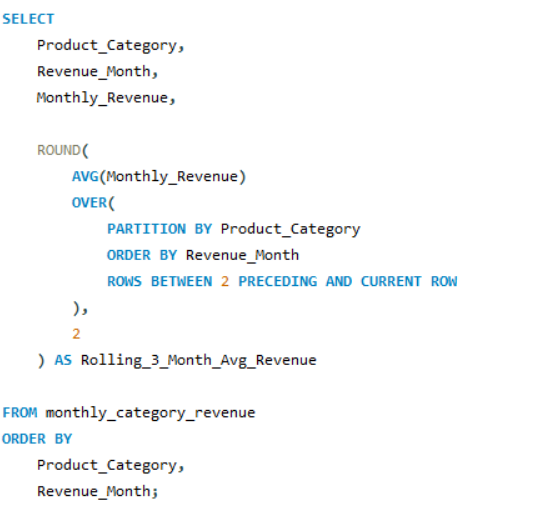 SELECT
    Product_Category,
    Revenue_Month,
    Monthly_Revenue,

    ROUND(
        AVG(Monthly_Revenue)
        OVER(
            PARTITION BY Product_Category
            ORDER BY Revenue_Month
            ROWS BETWEEN 2 PRECEDING AND CURRENT ROW
        ),
        2
    ) AS Rolling_3_Month_Avg_Revenue

FROM monthly_category_revenue
ORDER BY
    Product_Category,
    Revenue_Month;